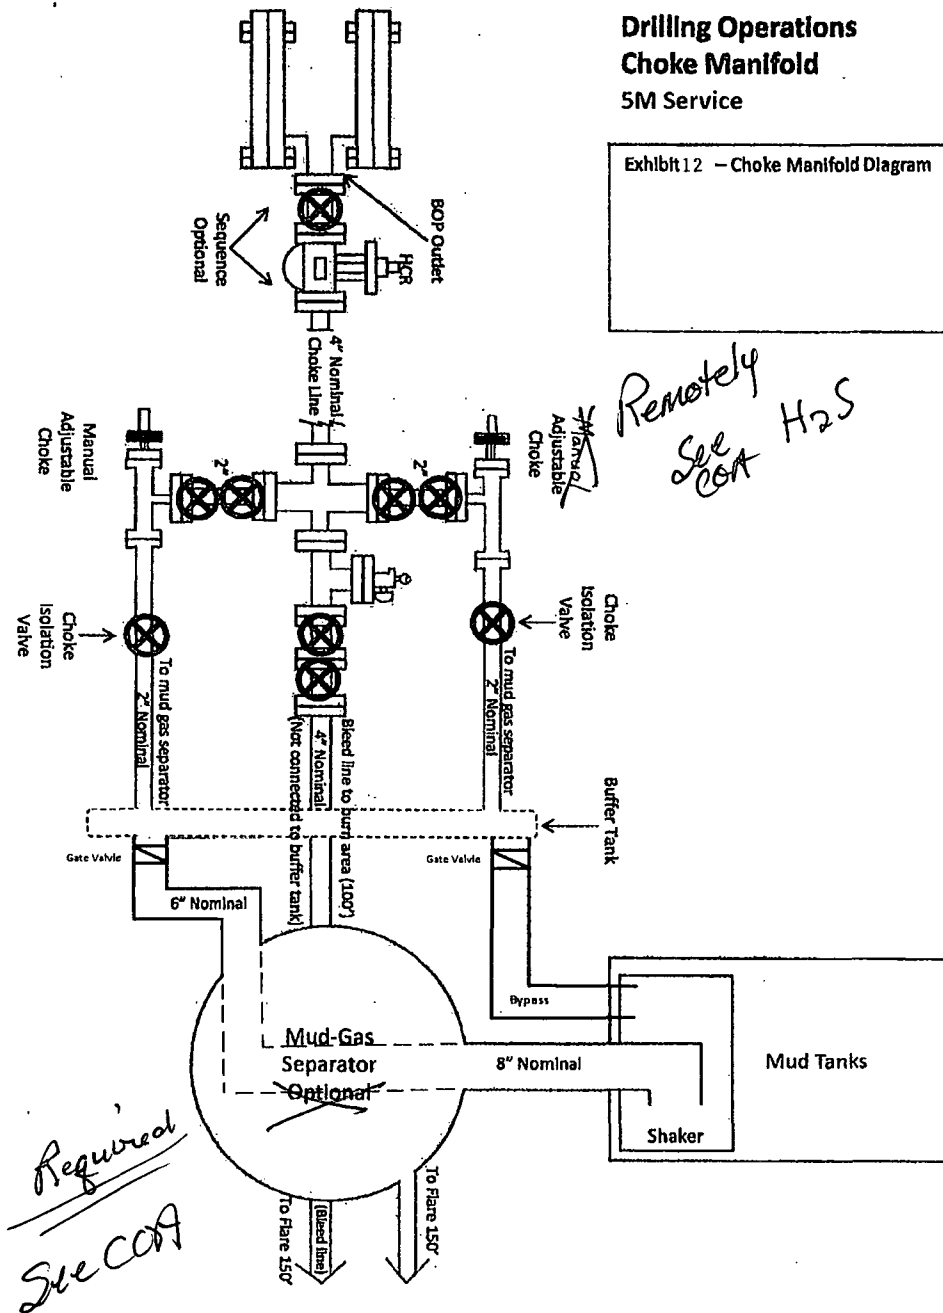 Drilling Operations
Choke Manifold
5M Service
Exhibit 12 – Choke Manifold Diagram
BOP Outlet
HCR
Sequence
Optional
4" Nominal
Choke Line
Remotely
See
COA
H2S
Manual
Adjustable
Choke
Manual
Adjustable
Choke
2"
2"
Choke
Isolation
Valve
Choke
Isolation
Valve
To mud gas separator
2" Nominal
To mud gas separator
2" Nominal
Bleed line to burn area (100')
4" Nominal
(Not connected to buffer tank)
Buffer Tank
Gate Valvle
Gate Valvle
6" Nominal
Bypass
Mud-Gas
Separator
Optional
8" Nominal
Mud Tanks
Shaker
Required
See COA
To Flare 150'
(Bleed line)
To Flare 150'